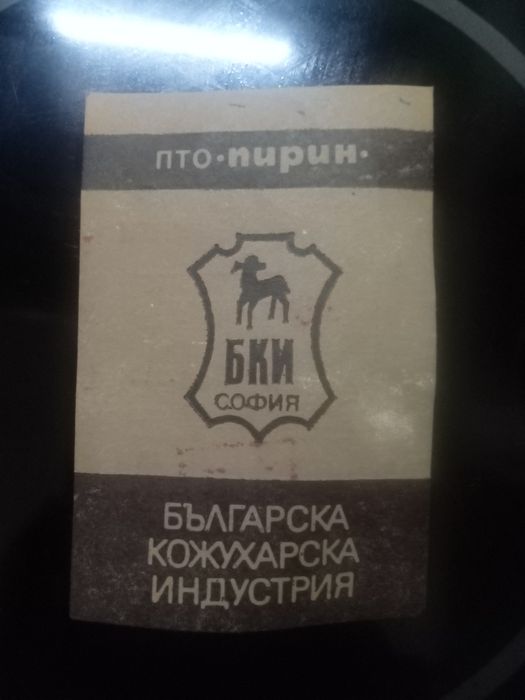 ПТО·ПИРИН·
БКИ
СОФИЯ
БЪЛГАРСКА
КОЖУХАРСКА
ИНДУСТРИЯ